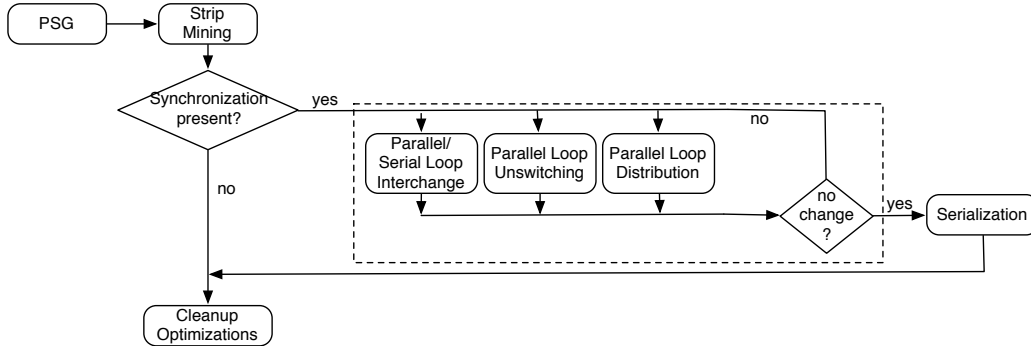 PSG
Strip
Mining
Synchronization
present?
yes
no
Parallel/
Serial Loop
Interchange
Parallel Loop
Unswitching
Parallel Loop
Distribution
no
no
change
?
yes
Serialization
Cleanup
Optimizations